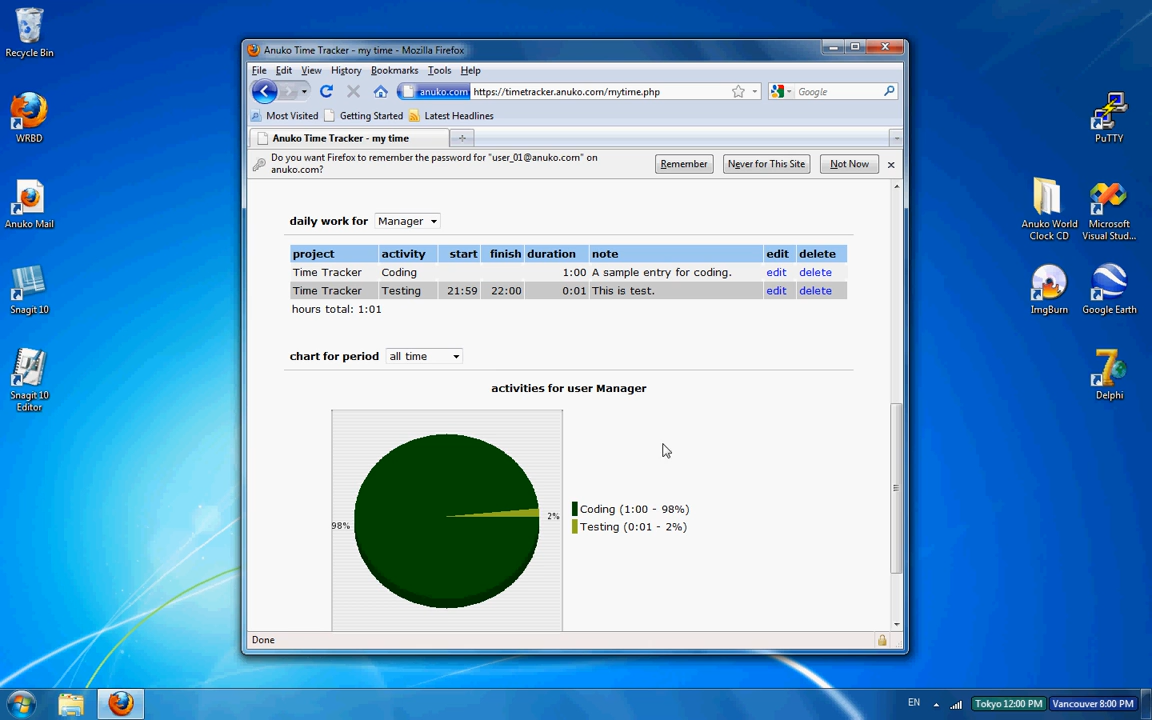 Recycle Bin
WRBD
Anuko Mail
Snagit 10
Snagit 10
Editor
Anuko Time Tracker - my time - Mozilla Firefox
File Edit View History Bookmarks Tools Help
anuko.com https://timetracker.anuko.com/mytime.php Google
Most Visited Getting Started Latest Headlines
Anuko Time Tracker - my time
Do you want Firefox to remember the password for "user_01@anuko.com" on
anuko.com?
Remember Never for This Site Not Now
daily work for Manager
project activity start finish duration note edit delete
Time Tracker Coding 1:00 A sample entry for coding. edit delete
Time Tracker Testing 21:59 22:00 0:01 This is test. edit delete
hours total: 1:01
chart for period all time
activities for user Manager
98%
2%
Coding (1:00 - 98%)
Testing (0:01 - 2%)
Done
PuTTY
Anuko World
Clock CD
Microsoft
Visual Stud...
ImgBurn
Google Earth
7
Delphi
EN
Tokyo 12:00 PM Vancouver 8:00 PM